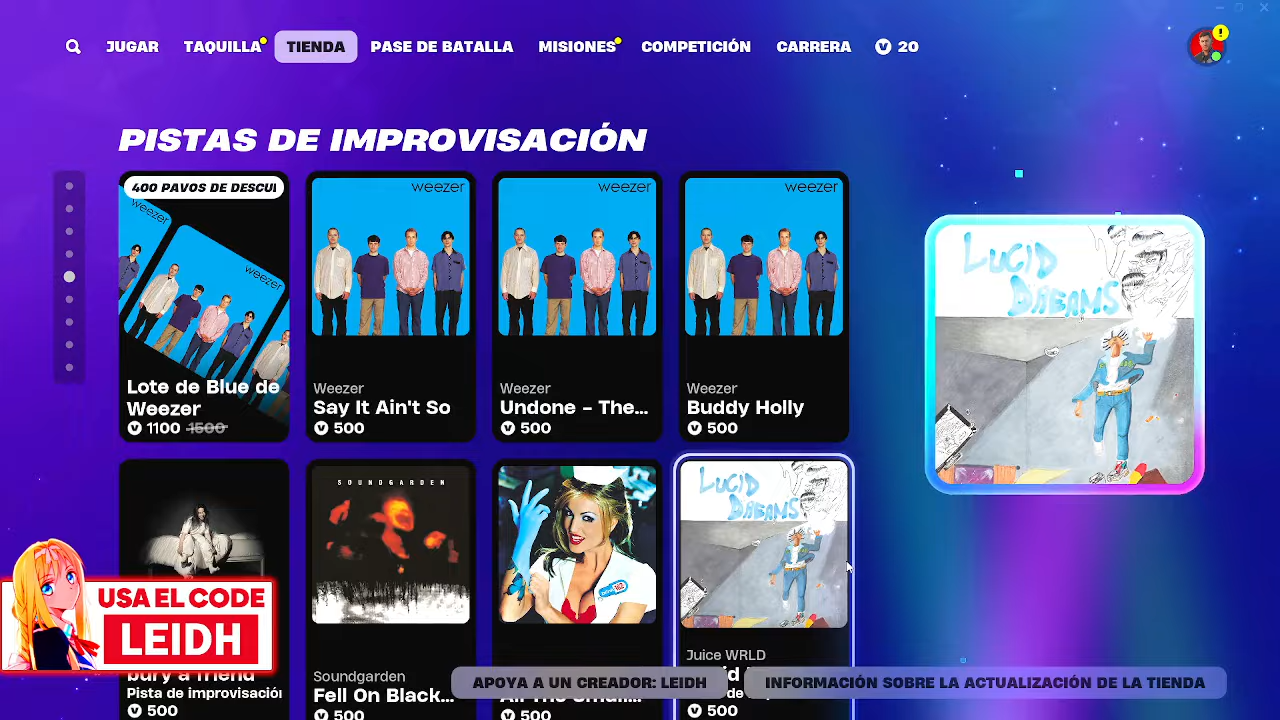 JUGAR
TAQUILLA
TIENDA
PASE DE BATALLA
MISIONES
COMPETICIÓN
CARRERA
20
PISTAS DE IMPROVISACIÓN
400 PAVOS DE DESCU
weezer
weezer
Lote de Blue de
Weezer
1100 1500
weezer
Weezer
Say It Ain't So
500
weezer
Weezer
Undone - The...
500
weezer
Weezer
Buddy Holly
500
LUCID
DREAMS
bury a friend
Pista de improvisación
500
SOUNDGARDEN
Soundgarden
Fell On Black...
500
All The Small...
500
LUCID
DREAMS
Juice WRLD
500
USA EL CODE
LEIDH
APOYA A UN CREADOR: LEIDH
INFORMACIÓN SOBRE LA ACTUALIZACIÓN DE LA TIENDA